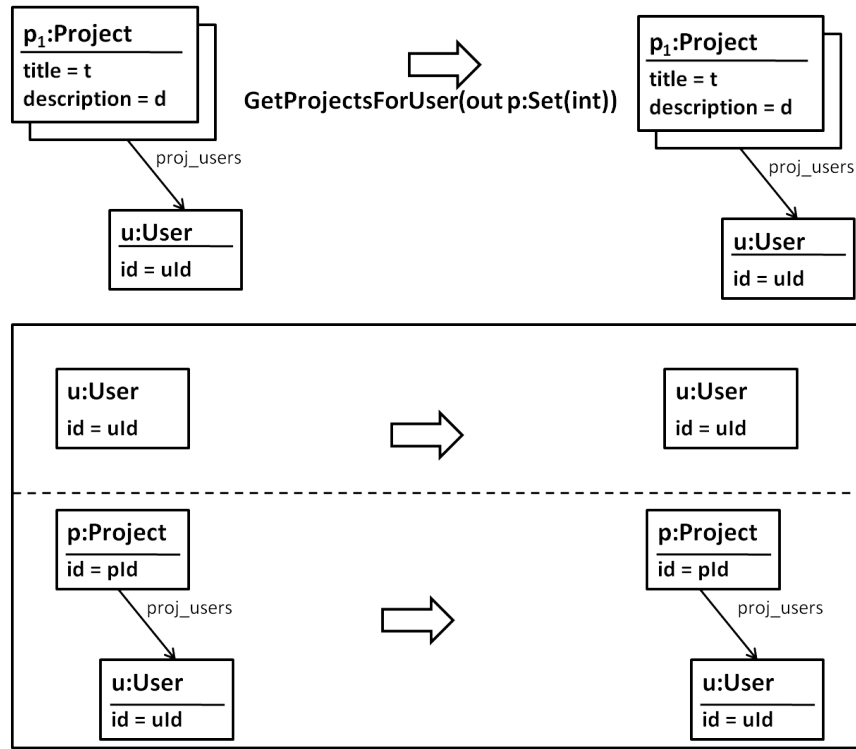 p₁:Project
title = t
description = d
proj_users
u:User
id = uId
GetProjectsForUser(out p:Set(int))
p₁:Project
title = t
description = d
proj_users
u:User
id = uId
u:User
id = uId
u:User
id = uId
p:Project
id = pId
proj_users
u:User
id = uId
p:Project
id = pId
proj_users
u:User
id = uId